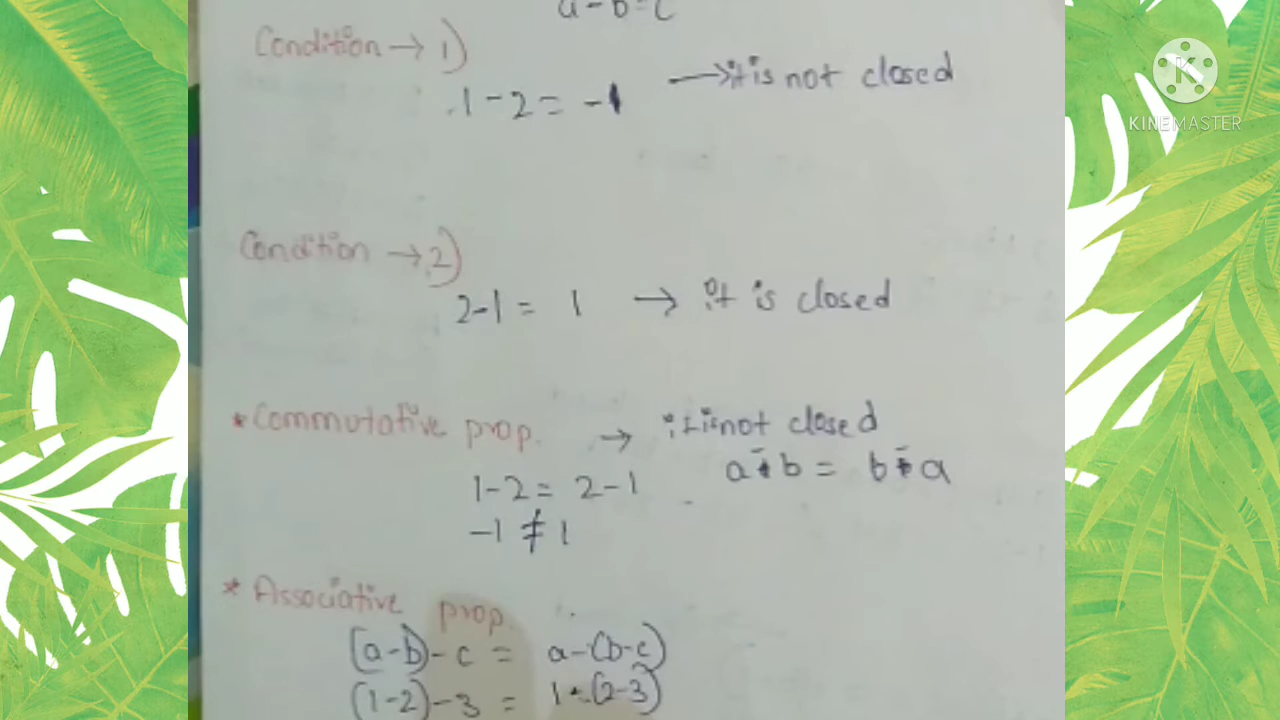 a-b=c
Condition → 1)
1-2 = -1 → it is not closed
Condition → 2)
2-1 = 1 → it is closed
* Commutative prop. → it is not closed
a - b = b - a
1-2 = 2-1
-1 ≠ 1
* Associative prop.
(a-b)-c = a-(b-c)
(1-2)-3 = 1-(2-3)
K
KINEMASTER